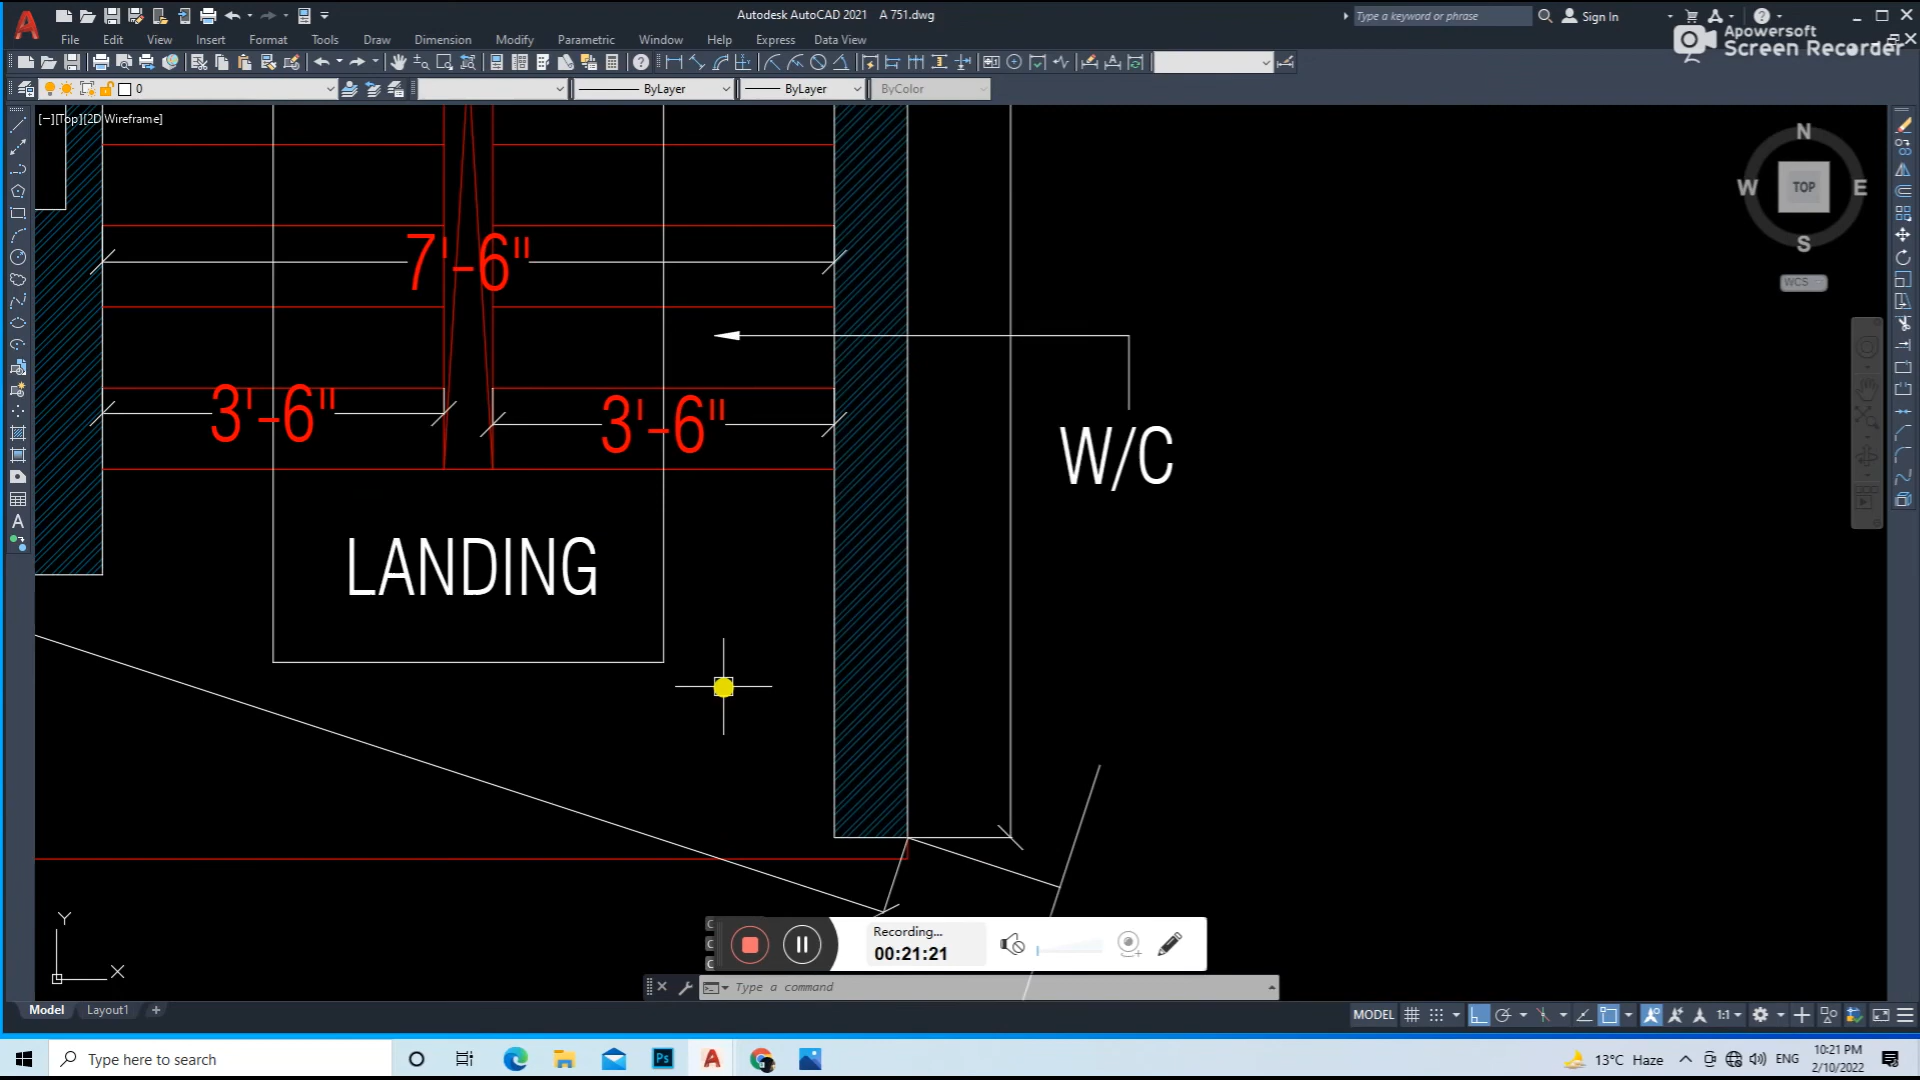 Autodesk AutoCAD 2021 A 751.dwg
Type a keyword or phrase
Sign In
File Edit View Insert Format Tools Draw Dimension Modify Parametric Window Help Express Data View
Apowersoft
Screen Recorder
0
ByLayer
ByLayer
ByColor
[−][Top][2D Wireframe]
N
W
TOP
E
S
WCS
7'-6"
3'-6"
3'-6"
W/C
LANDING
Y
X
Recording...
00:21:21
Type a command
Model
Layout1
MODEL
1:1
Type here to search
Ps
13°C Haze
ENG
10:21 PM
2/10/2022